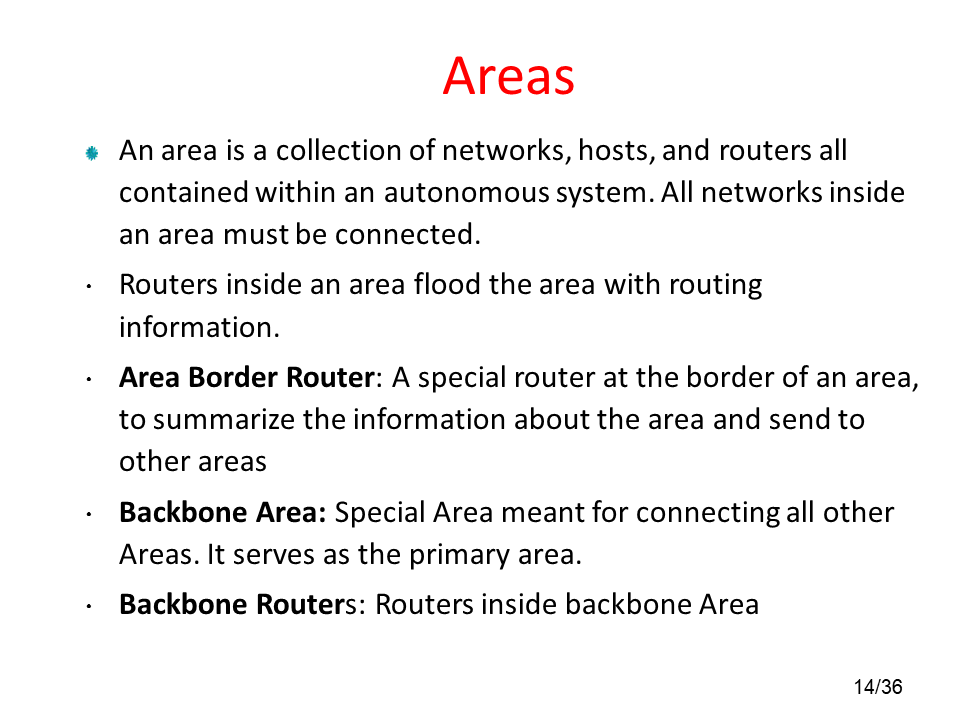 Areas
An area is a collection of networks, hosts, and routers all
contained within an autonomous system. All networks inside
an area must be connected.
Routers inside an area flood the area with routing
information.
Area Border Router: A special router at the border of an area,
to summarize the information about the area and send to
other areas
Backbone Area: Special Area meant for connecting all other
Areas. It serves as the primary area.
Backbone Routers: Routers inside backbone Area
14/36